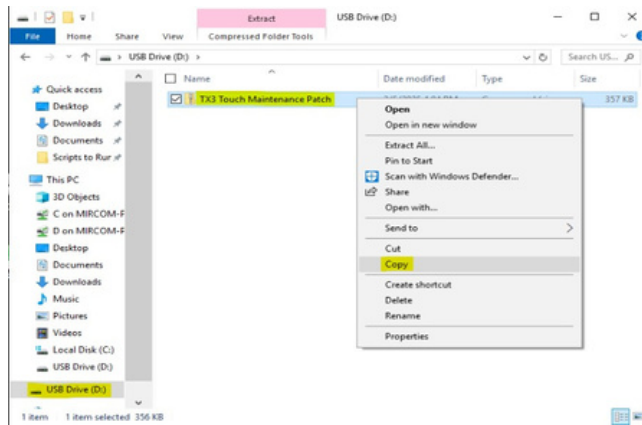 Extract
USB Drive (D:)
File
Home
Share
View
Compressed Folder Tools
USB Drive (D:)
Search US...
Name
Date modified
Type
Size
Quick access
Desktop
Downloads
Documents
Scripts to Rur
This PC
3D Objects
C on MIRCOM-F
D on MIRCOM-F
Desktop
Documents
Downloads
Music
Pictures
Videos
Local Disk (C:)
USB Drive (D:)
USB Drive (D:)
TX3 Touch Maintenance Patch
357 KB
Open
Open in new window
Extract All...
Pin to Start
Scan with Windows Defender...
Share
Open with...
Send to
Cut
Copy
Create shortcut
Delete
Rename
Properties
1 item
1 item selected 356 KB